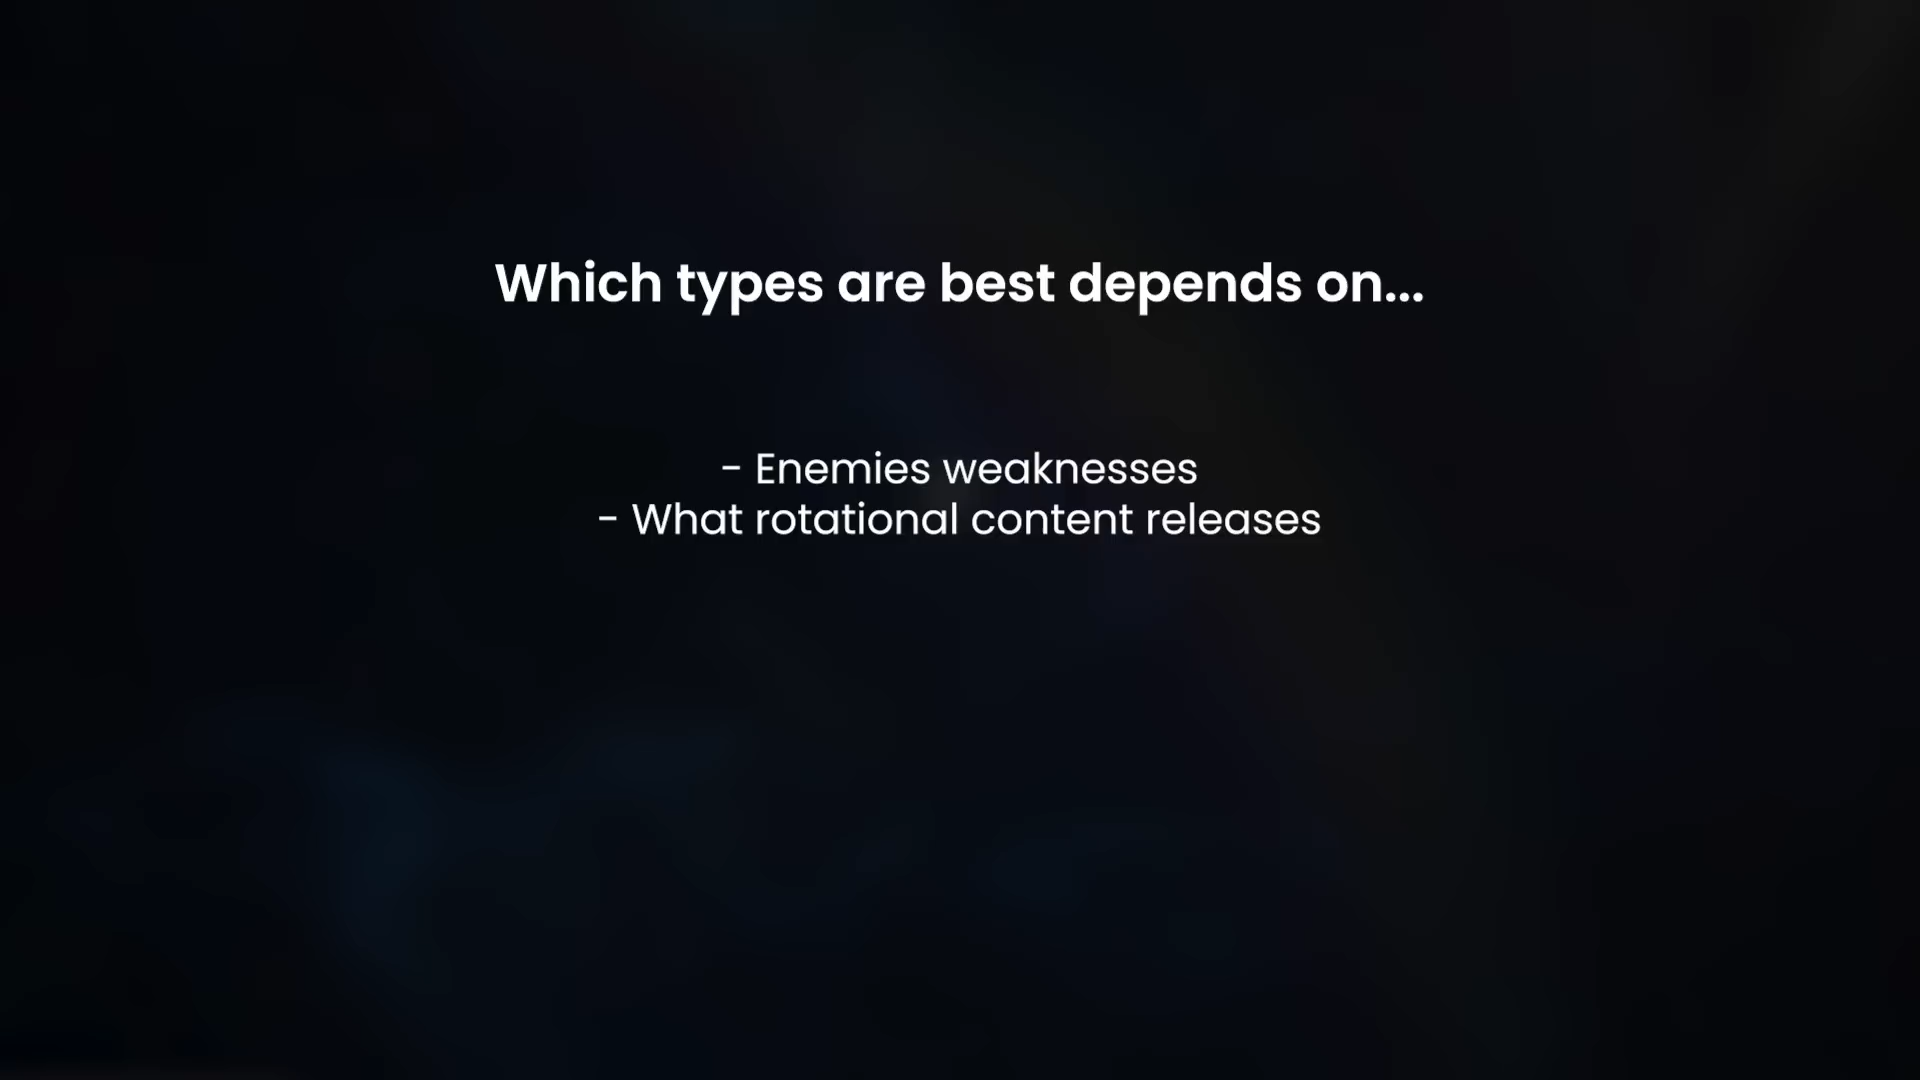 Which types are best depends on...
- Enemies weaknesses
- What rotational content releases